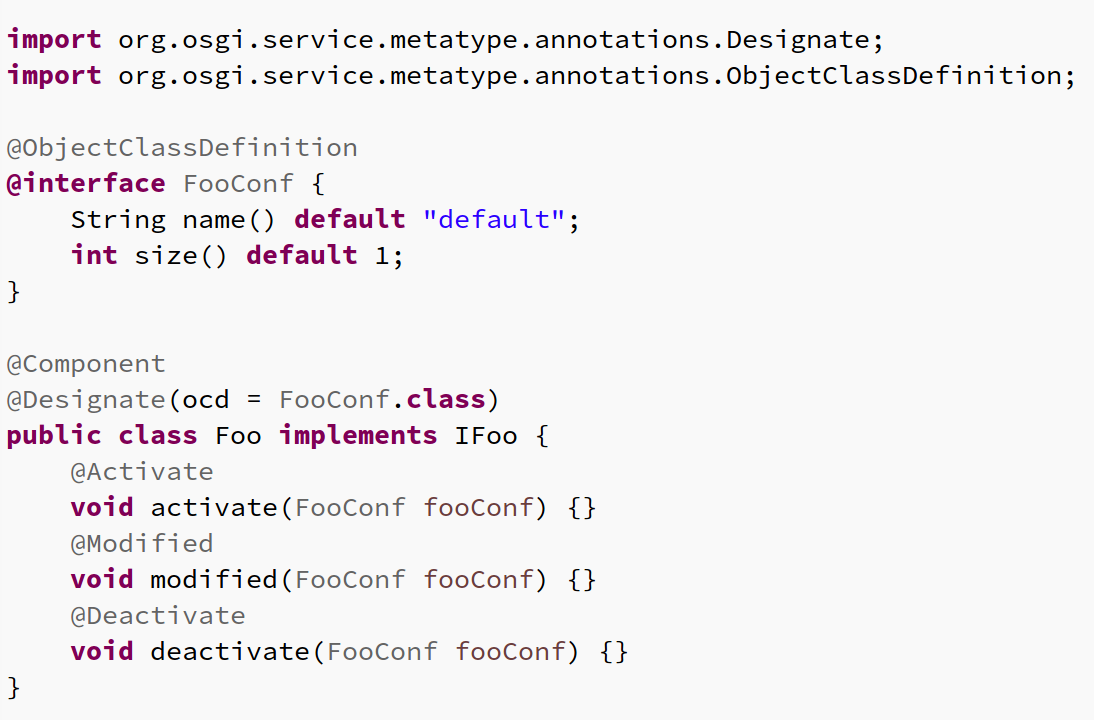 import org.osgi.service.metatype.annotations.Designate;
import org.osgi.service.metatype.annotations.ObjectClassDefinition;

@ObjectClassDefinition
@interface FooConf {
    String name() default "default";
    int size() default 1;
}

@Component
@Designate(ocd = FooConf.class)
public class Foo implements IFoo {
    @Activate
    void activate(FooConf fooConf) {}
    @Modified
    void modified(FooConf fooConf) {}
    @Deactivate
    void deactivate(FooConf fooConf) {}
}